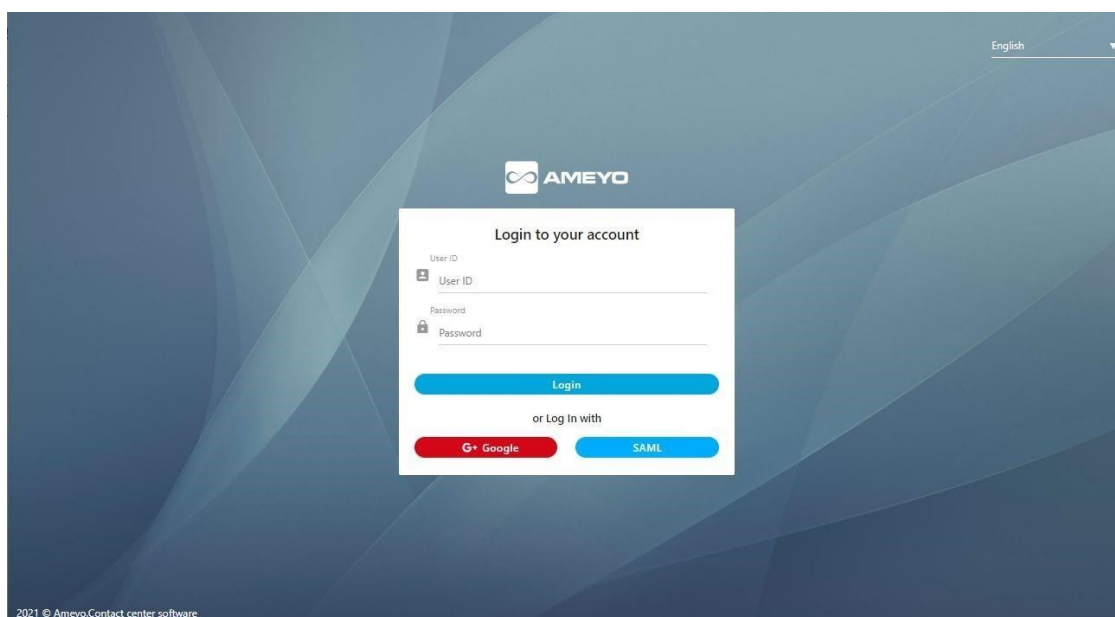 English
AMEYO
Login to your account
User ID
User ID
Password
Password
Login
or Log In with
G+ Google
SAML
2021 © Ameyo.Contact center software